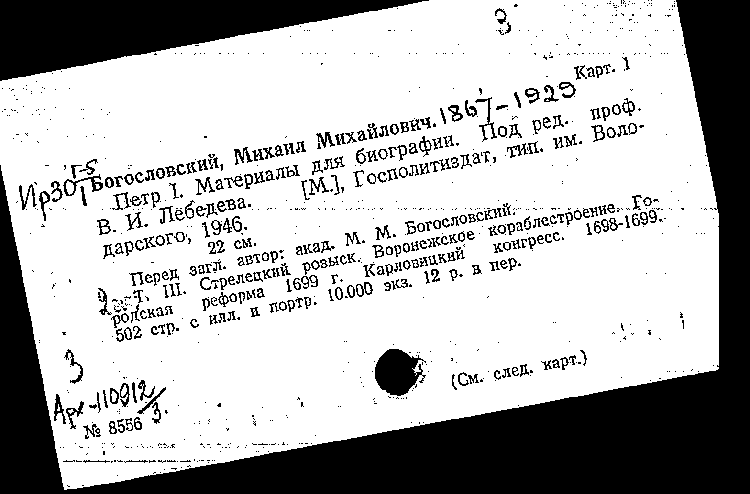 3
Карт. 1
Ир30 Г-5/1 Богословский, Михаил Михайлович. 1867-1929
Петр I. Материалы для биографии. Под ред. проф.
В. И. Лебедева. [М.], Госполитиздат, тип. им. Воло-
дарского, 1946.
22 см.
Перед загл. автор: акад. М. М. Богословский.
Т. III. Стрелецкий розыск. Воронежское кораблестроение. Го-
родская реформа 1699 г. Карловицкий конгресс. 1698-1699.
502 стр. с илл. и портр. 10.000 экз. 12 р. в пер.
3
Арх-110912/3.
№ 8556
(См. след. карт.)